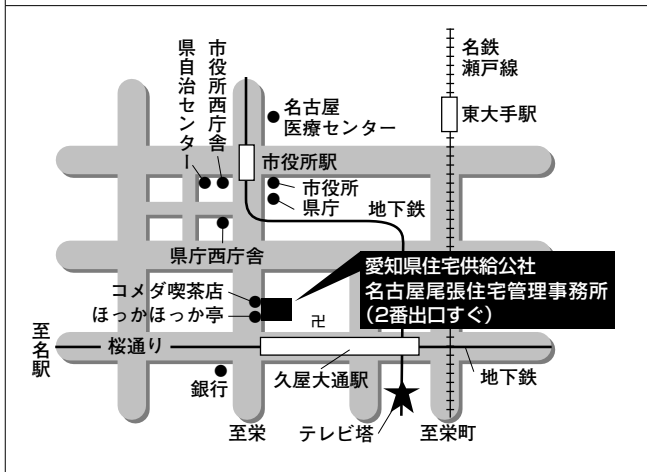 名鉄
瀬戸線
東大手駅
市役所西庁舎
県自治センター
名古屋
医療センター
市役所駅
市役所
県庁
地下鉄
県庁西庁舎
愛知県住宅供給公社
名古屋尾張住宅管理事務所
(2番出口すぐ)
コメダ喫茶店
ほっかほっか亭
卍
至名駅
桜通り
久屋大通駅
地下鉄
銀行
至栄
テレビ塔
至栄町